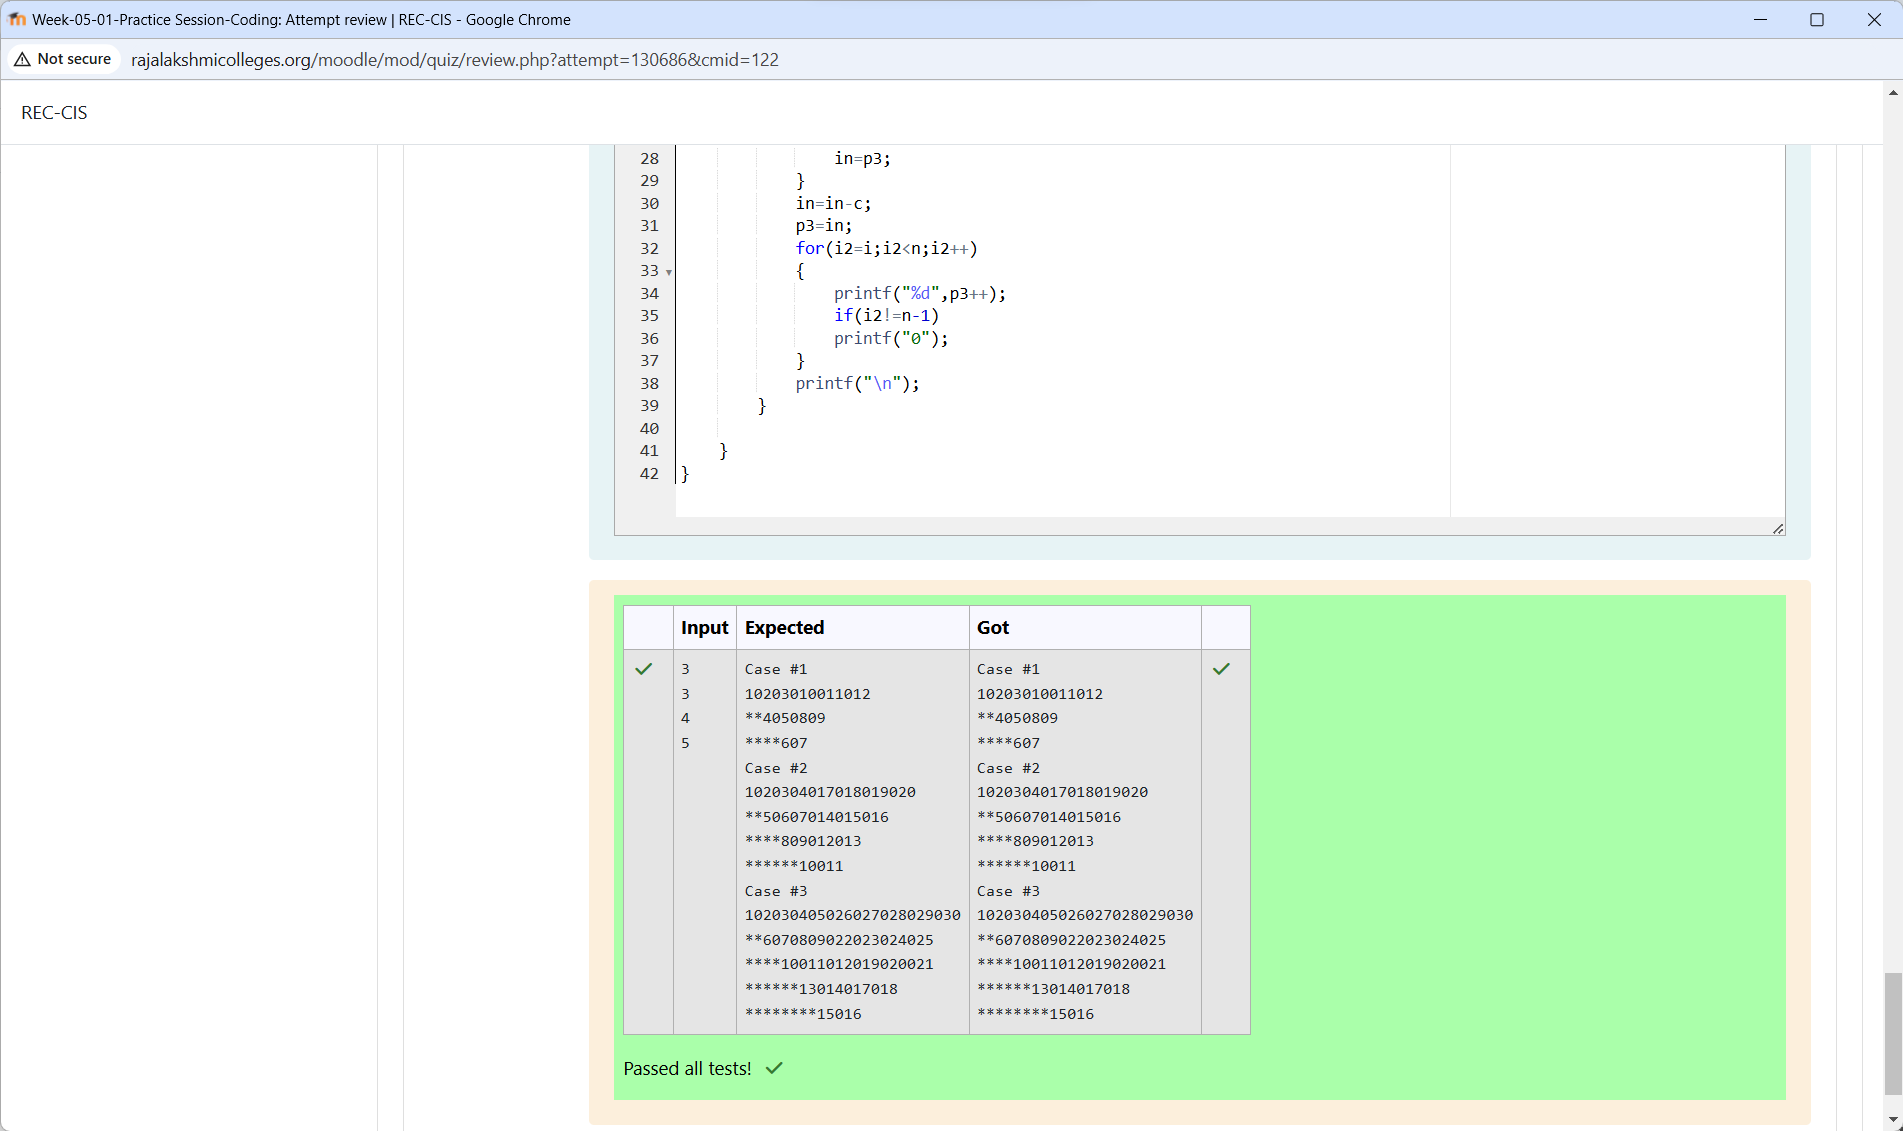 Week-05-01-Practice Session-Coding: Attempt review | REC-CIS - Google Chrome
Not secure rajalakshmicolleges.org/moodle/mod/quiz/review.php?attempt=130686&cmid=122
REC-CIS
28 in=p3;
29 }
30 in=in-c;
31 p3=in;
32 for(i2=i;i2<n;i2++)
33 {
34 printf("%d",p3++);
35 if(i2!=n-1)
36 printf("0");
37 }
38 printf("\n");
39 }
40
41 }
42 }
Input Expected Got
3 Case #1 Case #1
3 10203010011012 10203010011012
4 **4050809 **4050809
5 ****607 ****607
Case #2 Case #2
1020304017018019020 1020304017018019020
**50607014015016 **50607014015016
****809012013 ****809012013
******10011 ******10011
Case #3 Case #3
102030405026027028029030 102030405026027028029030
**6070809022023024025 **6070809022023024025
****10011012019020021 ****10011012019020021
******13014017018 ******13014017018
********15016 ********15016
Passed all tests!